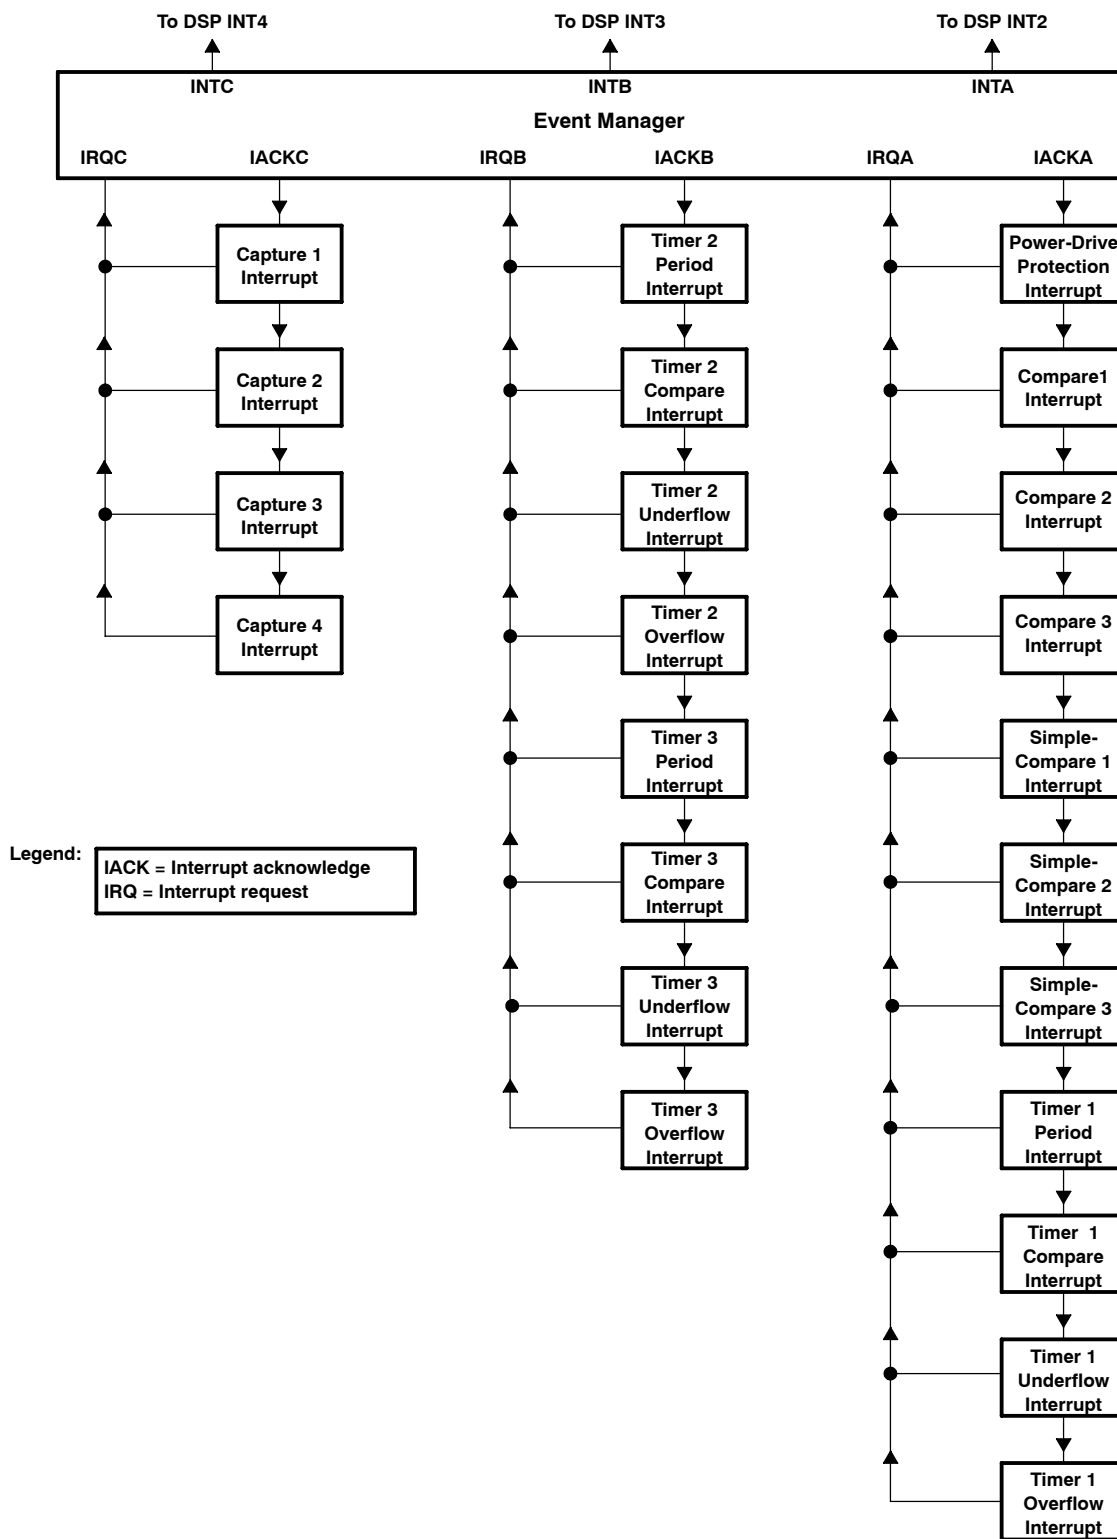 To DSP INT4
To DSP INT3
To DSP INT2
INTC
INTB
INTA
Event Manager
IRQC
IACKC
IRQB
IACKB
IRQA
IACKA
Capture 1
Interrupt
Capture 2
Interrupt
Capture 3
Interrupt
Capture 4
Interrupt
Timer 2
Period
Interrupt
Timer 2
Compare
Interrupt
Timer 2
Underflow
Interrupt
Timer 2
Overflow
Interrupt
Timer 3
Period
Interrupt
Timer 3
Compare
Interrupt
Timer 3
Underflow
Interrupt
Timer 3
Overflow
Interrupt
Power-Drive
Protection
Interrupt
Compare1
Interrupt
Compare 2
Interrupt
Compare 3
Interrupt
Simple-
Compare 1
Interrupt
Simple-
Compare 2
Interrupt
Simple-
Compare 3
Interrupt
Timer 1
Period
Interrupt
Timer 1
Compare
Interrupt
Timer 1
Underflow
Interrupt
Timer 1
Overflow
Interrupt
Legend:
IACK = Interrupt acknowledge
IRQ = Interrupt request